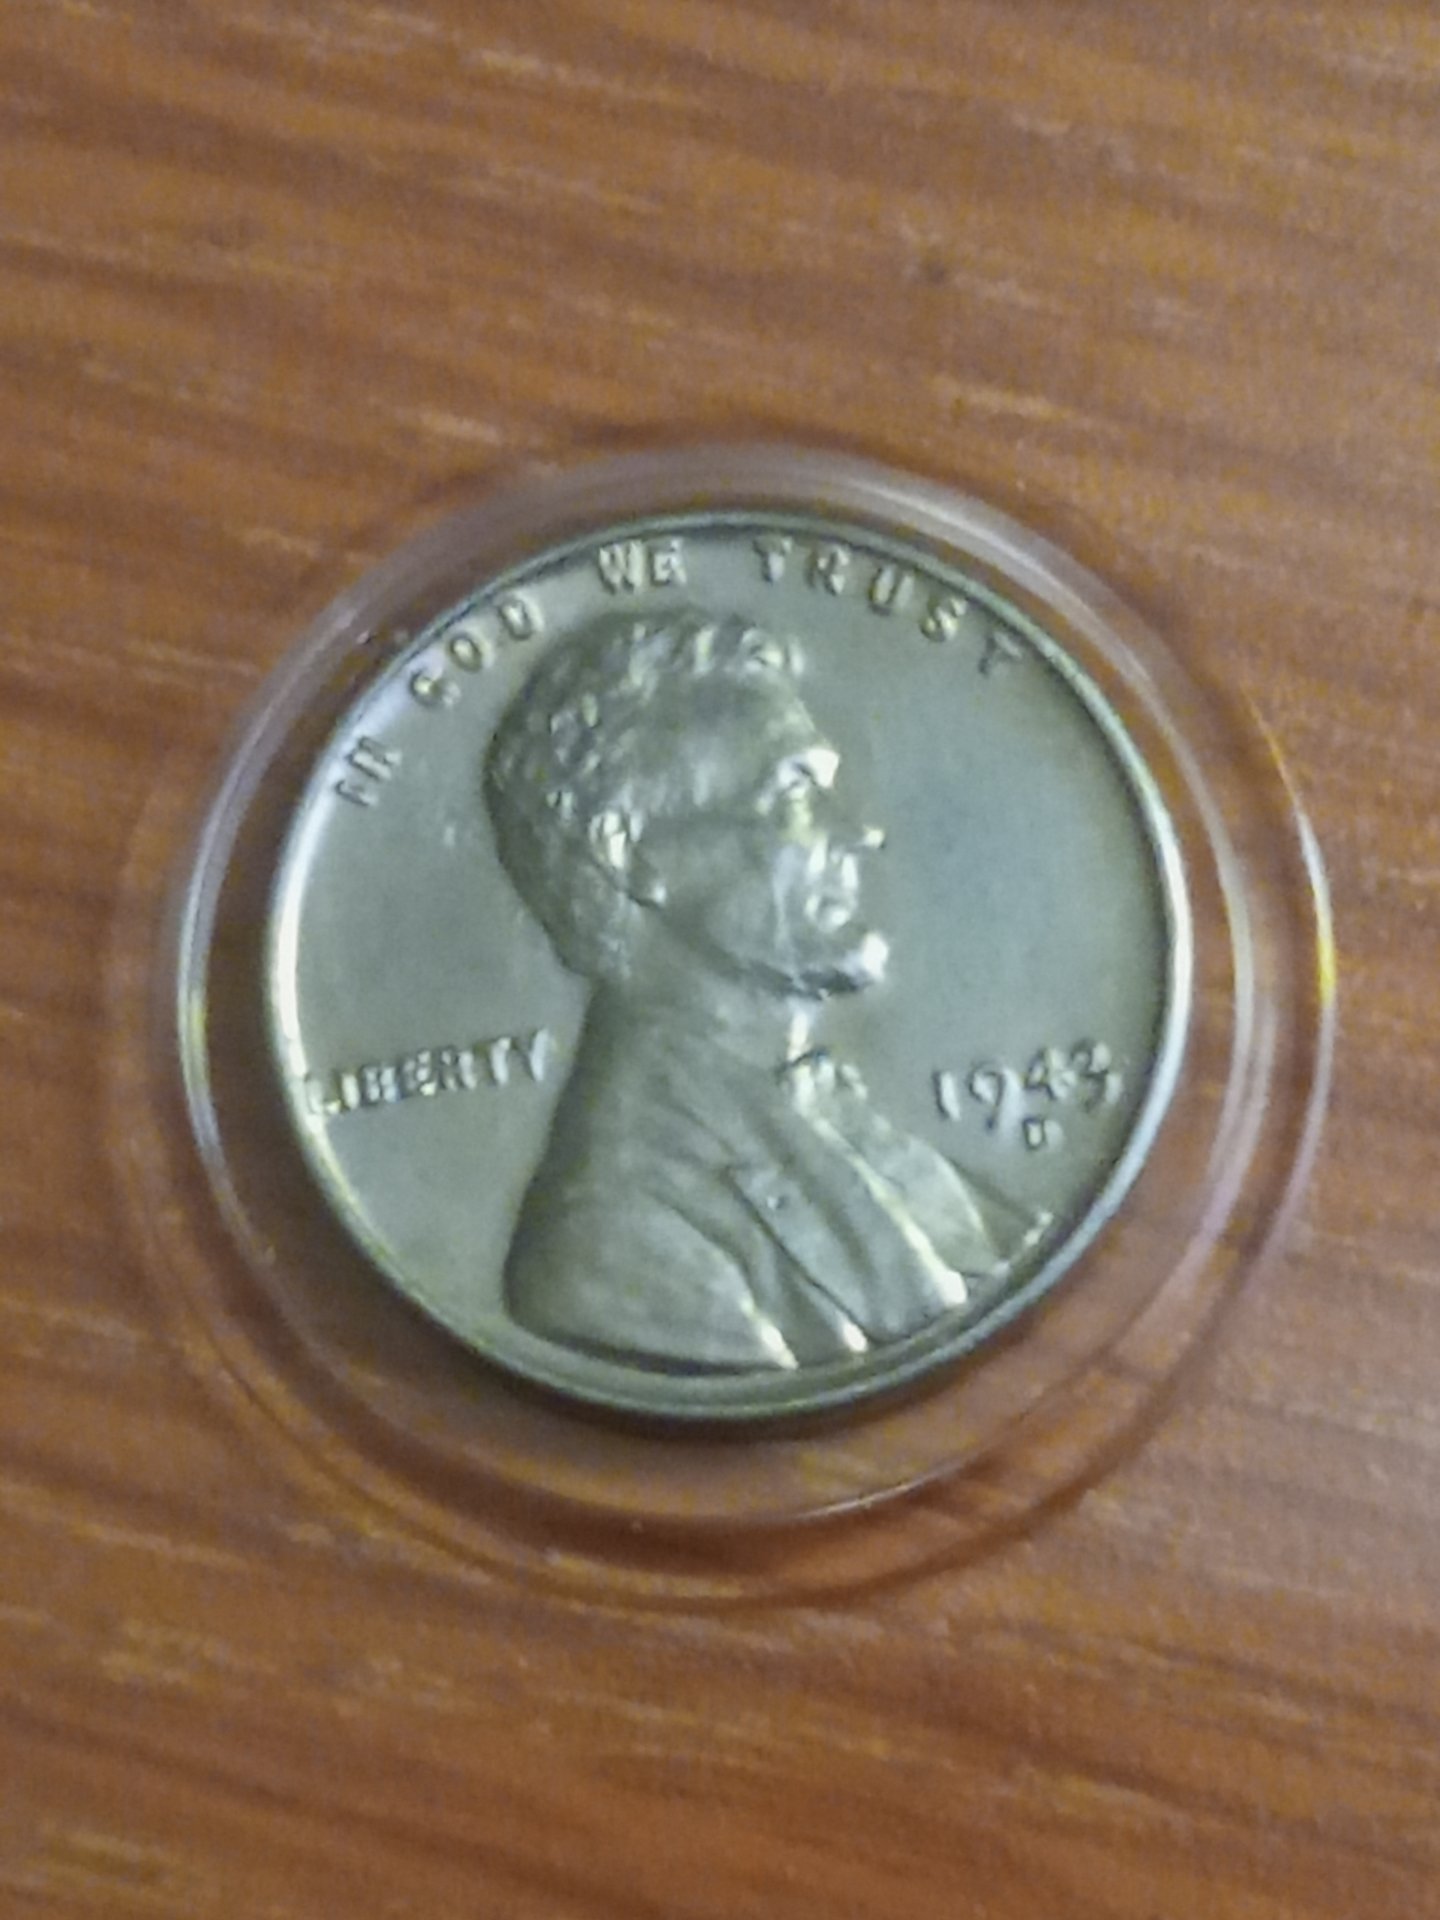 IN GOD WE TRUST
LIBERTY
1943
D